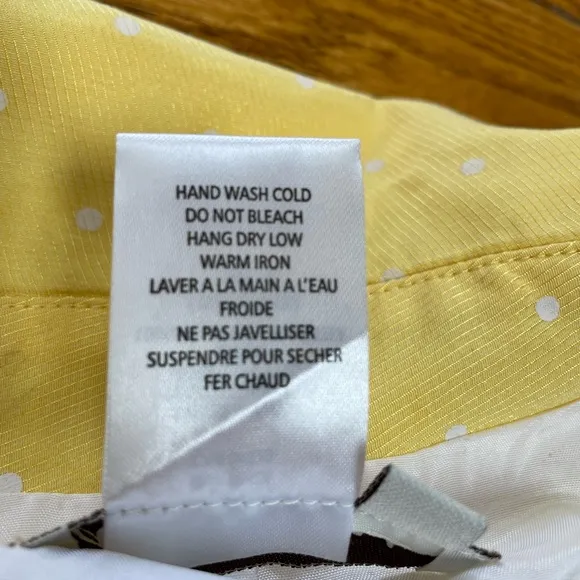 HAND WASH COLD
DO NOT BLEACH
HANG DRY LOW
WARM IRON
LAVER A LA MAIN A L'EAU
FROIDE
NE PAS JAVELLISER
SUSPENDRE POUR SECHER
FER CHAUD